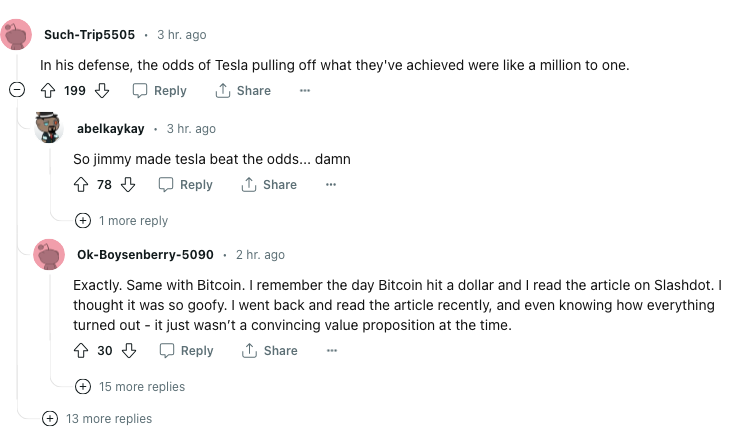 Such-Trip5505 • 3 hr. ago
In his defense, the odds of Tesla pulling off what they've achieved were like a million to one.
199 Reply Share ...
abelkaykay • 3 hr. ago
So jimmy made tesla beat the odds... damn
78 Reply Share ...
1 more reply
Ok-Boysenberry-5090 • 2 hr. ago
Exactly. Same with Bitcoin. I remember the day Bitcoin hit a dollar and I read the article on Slashdot. I
thought it was so goofy. I went back and read the article recently, and even knowing how everything
turned out - it just wasn’t a convincing value proposition at the time.
30 Reply Share ...
15 more replies
13 more replies